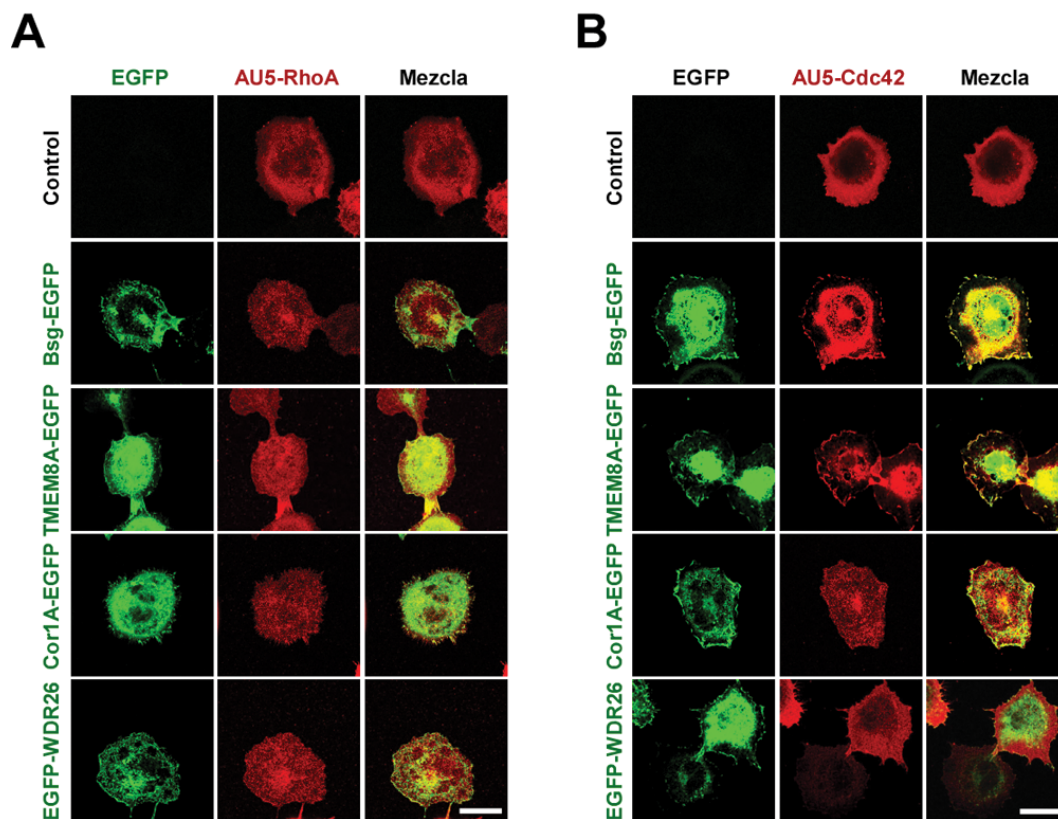 A
EGFP AU5-RhoA Mezcla
Control
Bsg-EGFP
TMEM8A-EGFP
Cor1A-EGFP
EGFP-WDR26
B
EGFP AU5-Cdc42 Mezcla
Control
Bsg-EGFP
TMEM8A-EGFP
Cor1A-EGFP
EGFP-WDR26